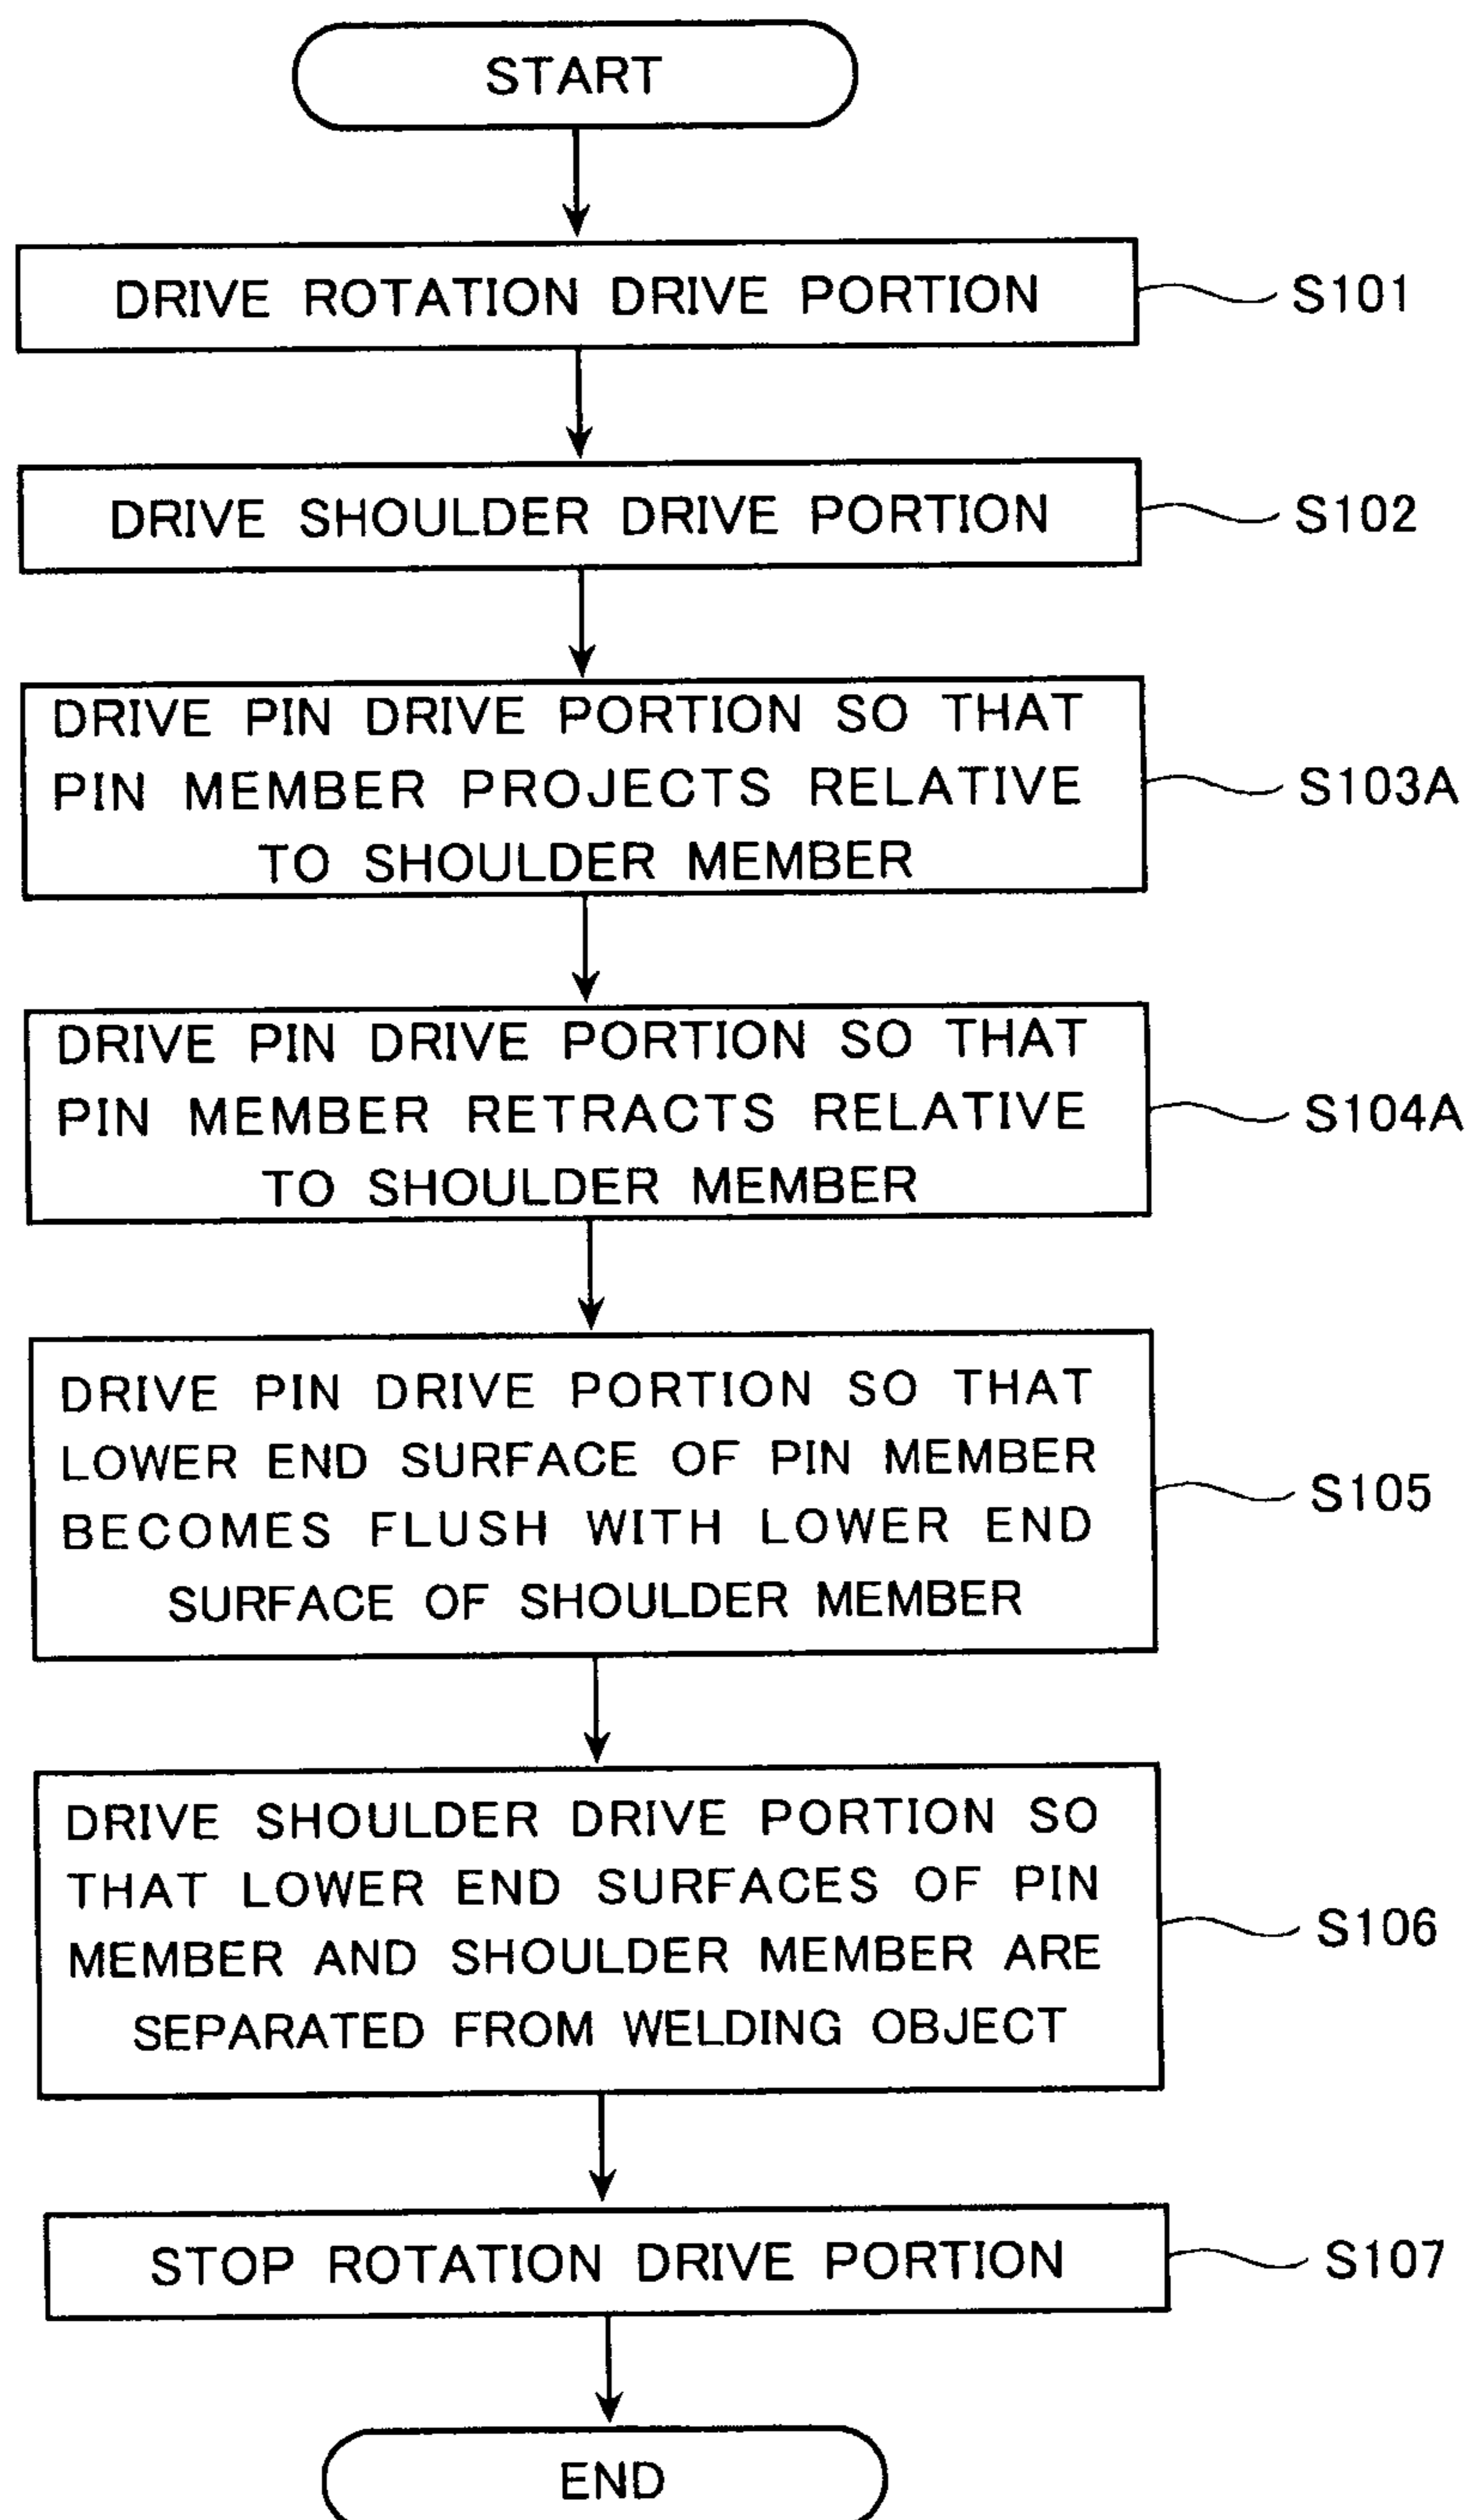 START
DRIVE ROTATION DRIVE PORTION
S101
DRIVE SHOULDER DRIVE PORTION
S102
DRIVE PIN DRIVE PORTION SO THAT
PIN MEMBER PROJECTS RELATIVE
TO SHOULDER MEMBER
S103A
DRIVE PIN DRIVE PORTION SO THAT
PIN MEMBER RETRACTS RELATIVE
TO SHOULDER MEMBER
S104A
DRIVE PIN DRIVE PORTION SO THAT
LOWER END SURFACE OF PIN MEMBER
BECOMES FLUSH WITH LOWER END
SURFACE OF SHOULDER MEMBER
S105
DRIVE SHOULDER DRIVE PORTION SO
THAT LOWER END SURFACES OF PIN
MEMBER AND SHOULDER MEMBER ARE
SEPARATED FROM WELDING OBJECT
S106
STOP ROTATION DRIVE PORTION
S107
END